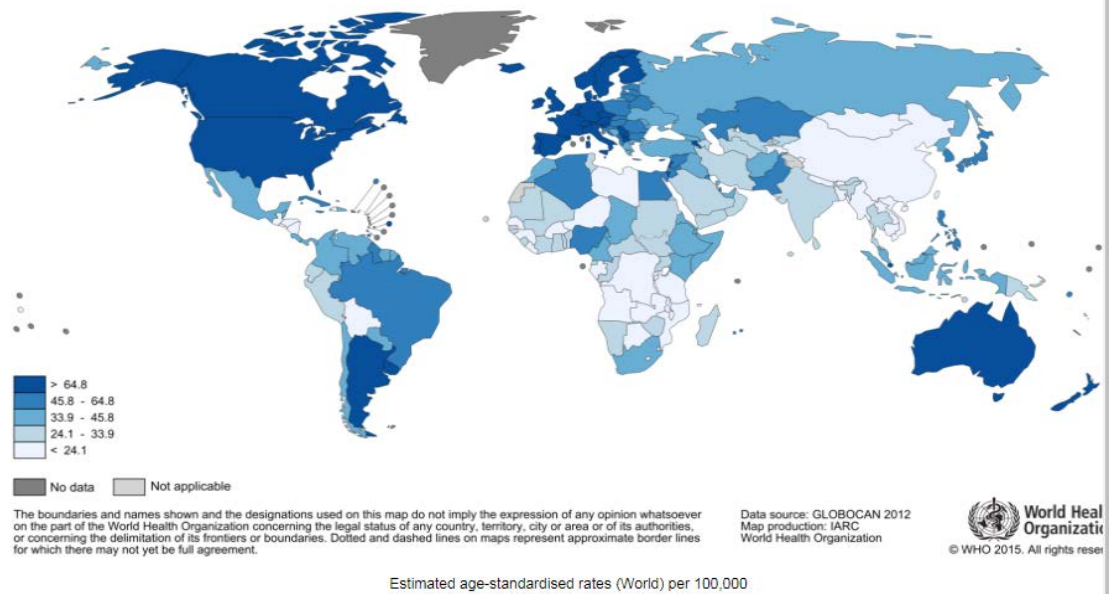 > 64.8
45.8 - 64.8
33.9 - 45.8
24.1 - 33.9
< 24.1
No data
Not applicable
The boundaries and names shown and the designations used on this map do not imply the expression of any opinion whatsoever
on the part of the World Health Organization concerning the legal status of any country, territory, city or area or of its authorities,
or concerning the delimitation of its frontiers or boundaries. Dotted and dashed lines on maps represent approximate border lines
for which there may not yet be full agreement.
Data source: GLOBOCAN 2012
Map production: IARC
World Health Organization
World Heal
Organizatio
© WHO 2015. All rights reser
Estimated age-standardised rates (World) per 100,000